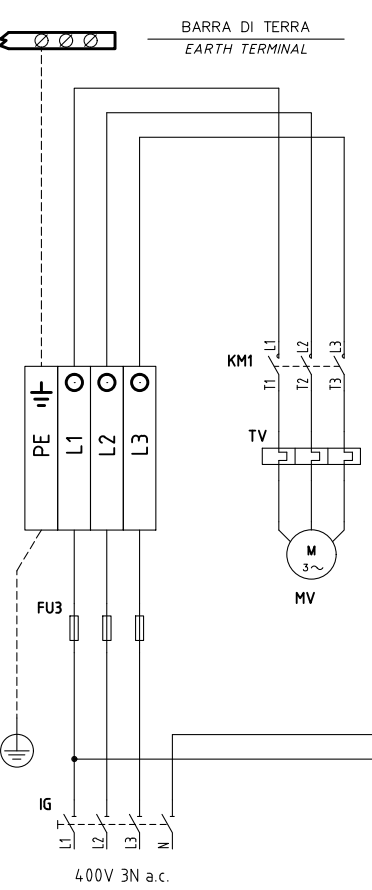 BARRA DI TERRA
EARTH TERMINAL
L1 L2 L3
KM1
T1 T2 T3
PE L1 L2 L3
TV
M
3~
MV
FU3
IG
L1 L2 L3 N
400V 3N a.c.